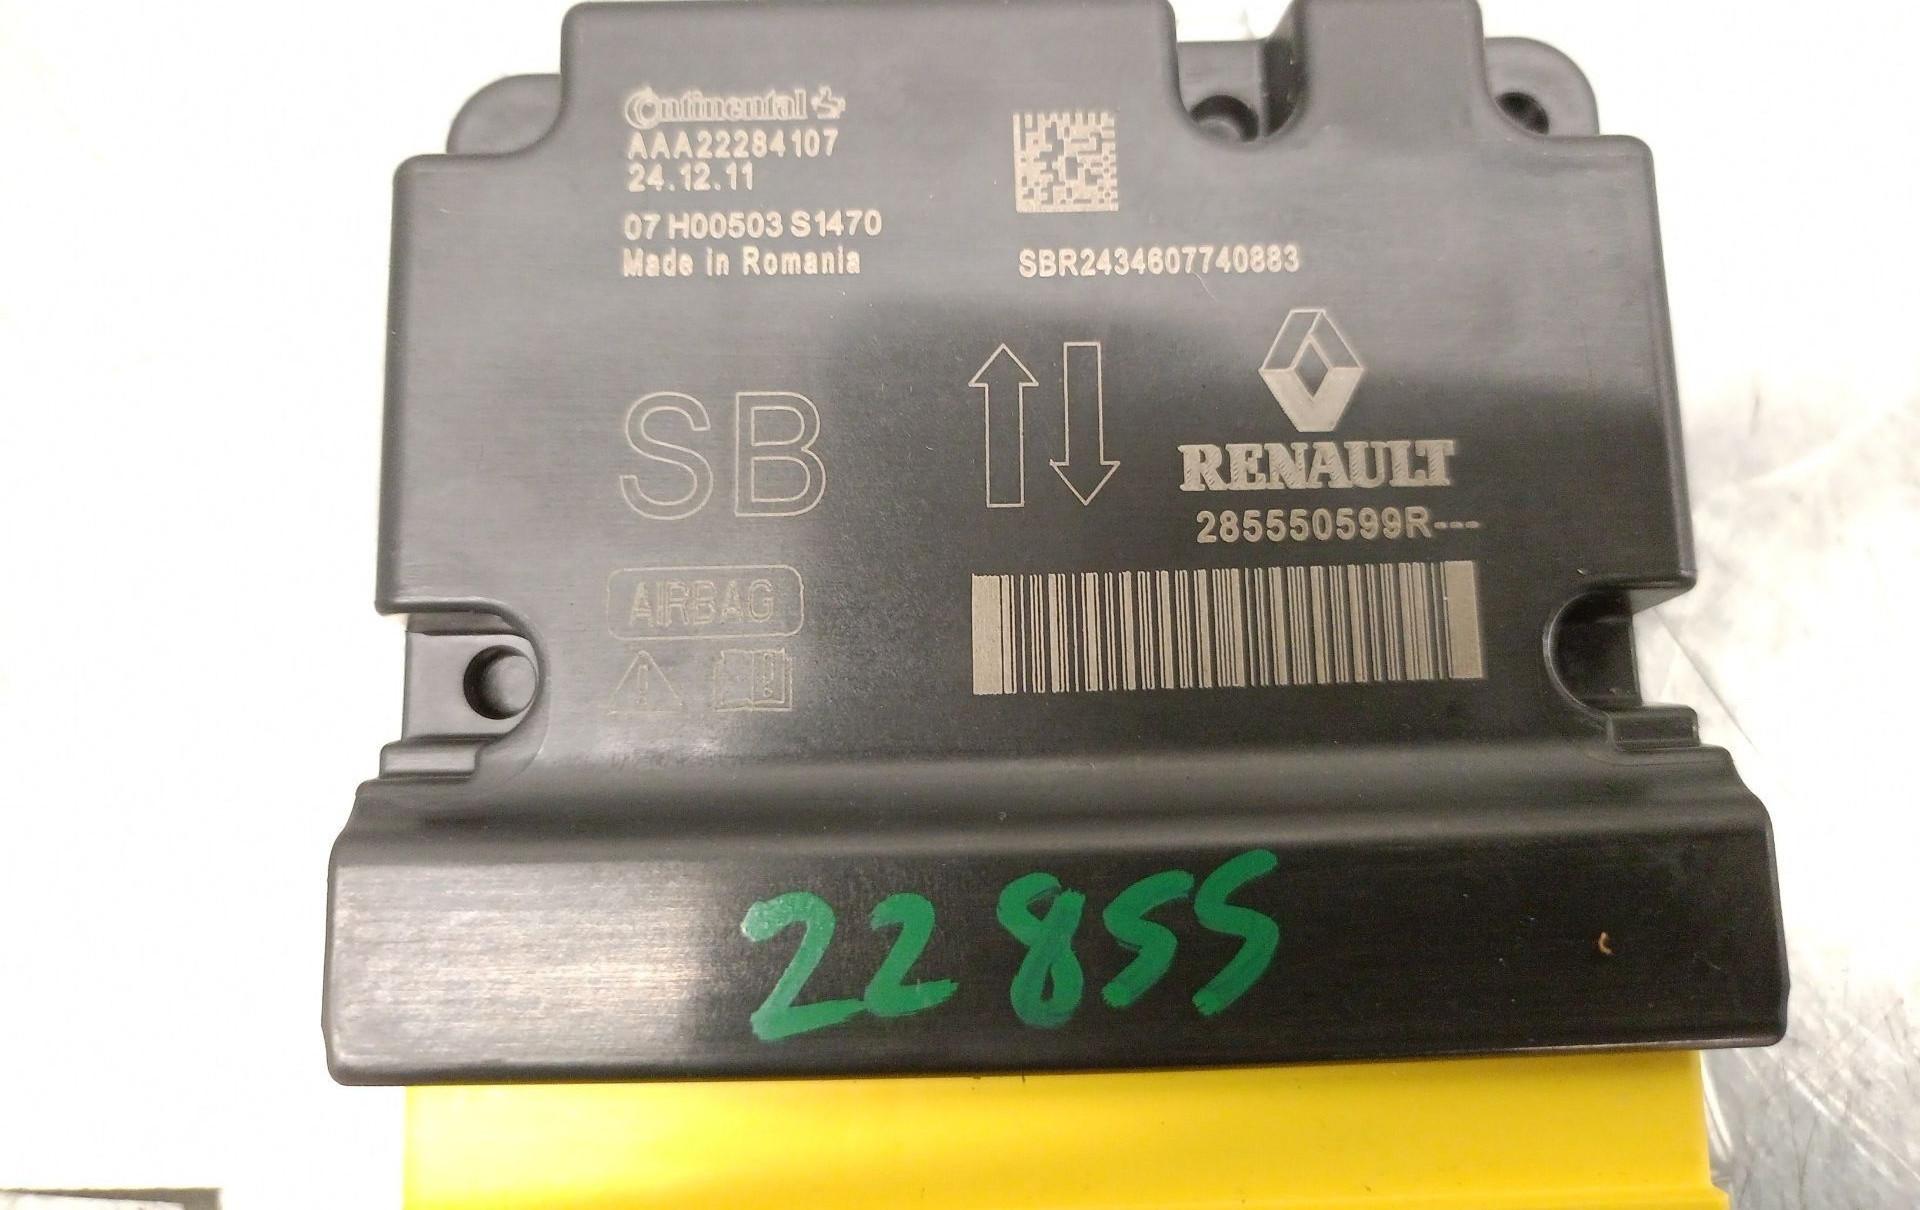 Continental
AAA22284107
24.12.11
07 H00503 S1470
Made in Romania
SBR2434607740883
SB
RENAULT
285550599R---
AIRBAG
22855